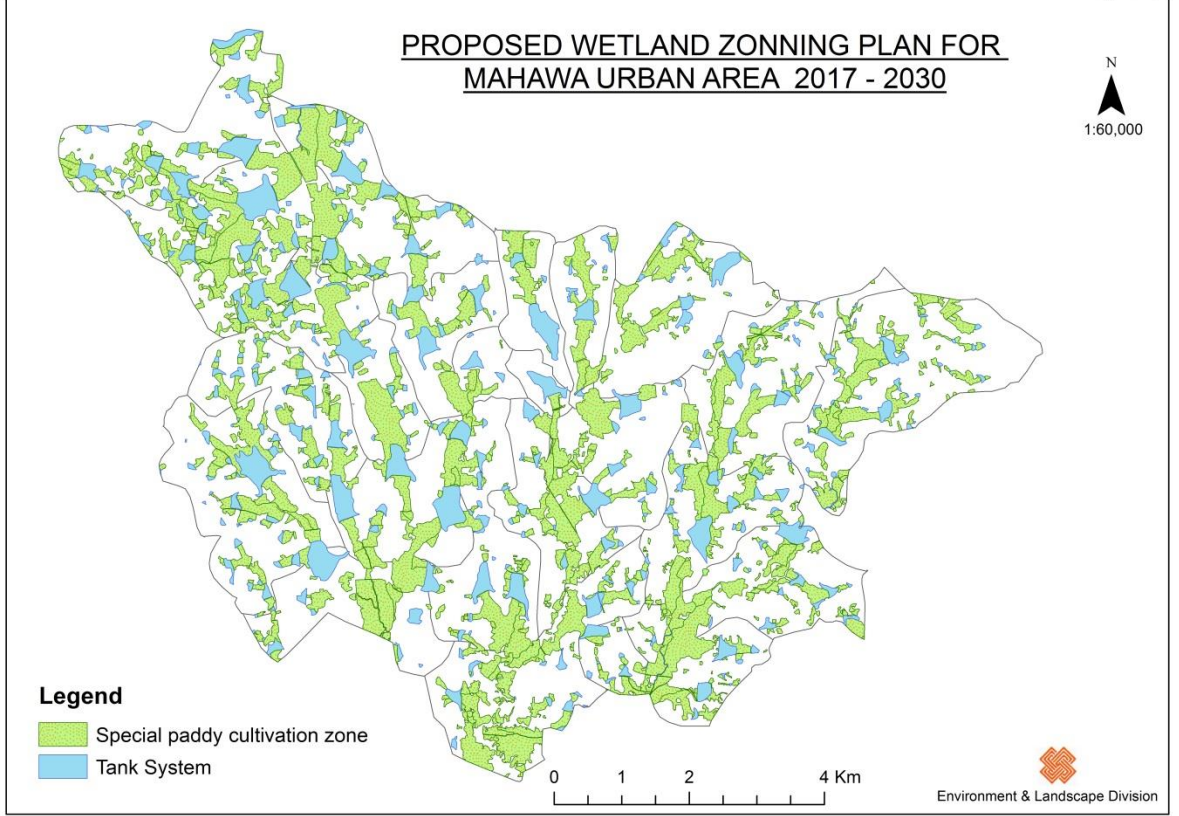 PROPOSED WETLAND ZONNING PLAN FOR
MAHAWA URBAN AREA 2017 - 2030
N
1:60,000
Legend
Special paddy cultivation zone
Tank System
0 1 2 4 Km
Environment & Landscape Division